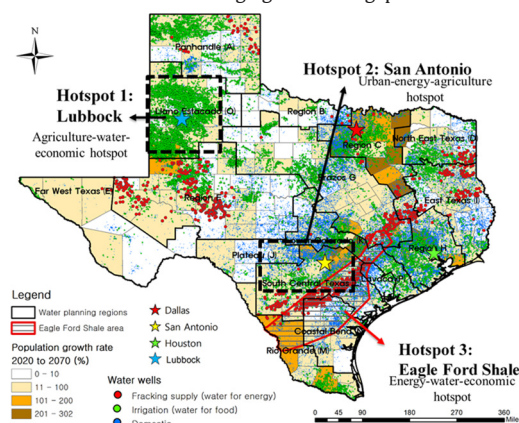 N
Panhandle (A)
Hotspot 2: San Antonio
Urban-energy-agriculture
hotspot
Hotspot 1:
Lubbock
Agriculture-water-
economic hotspot
Llano Estacado (O)
Region B
Region C
North East Texas (D)
Brazos G
Far West Texas (E)
Region F
East Texas (I)
Region H
Plateau (J)
South Central Texas
Coastal Bend
Rio Grande (M)
Hotspot 3:
Eagle Ford Shale
Energy-water-economic
hotspot
Legend
Water planning regions
Eagle Ford Shale area
Population growth rate
2020 to 2070 (%)
0 - 10
11 - 100
101 - 200
201 - 302
Dallas
San Antonio
Houston
Lubbock
Water wells
Fracking supply (water for energy)
Irrigation (water for food)
Domestic
0 45 90 180 270 360
Mile